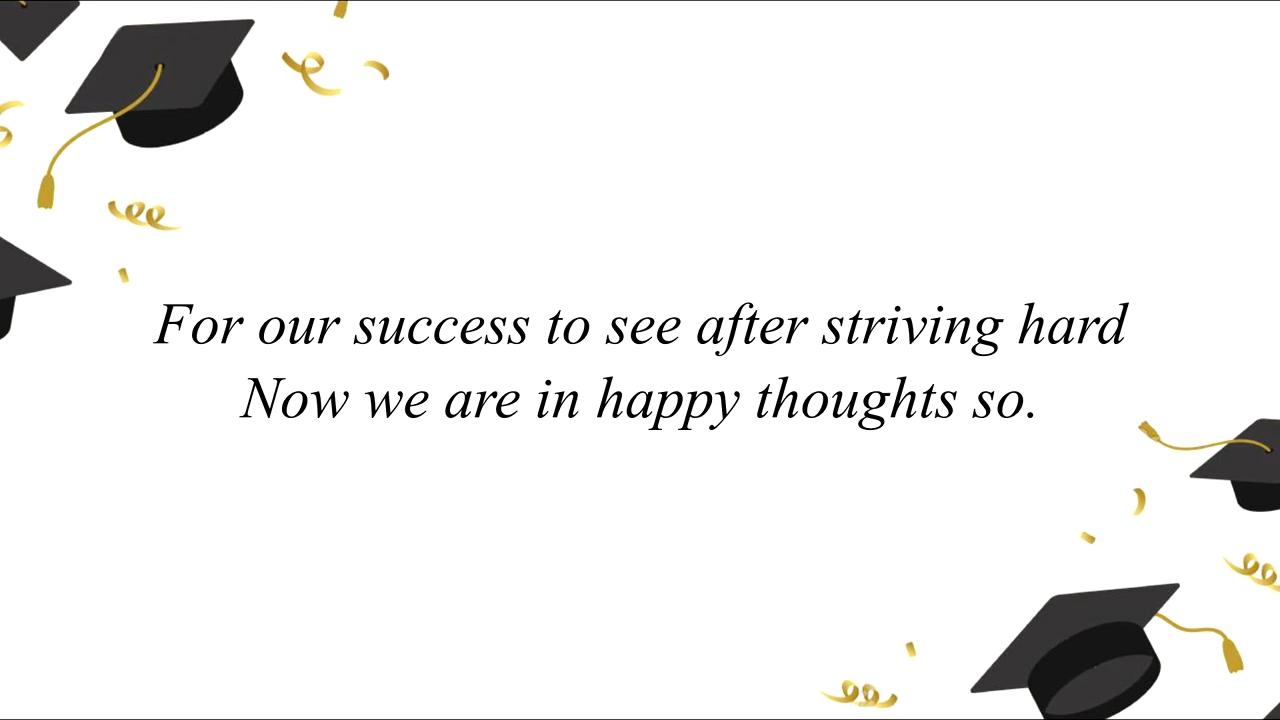 For our success to see after striving hard
Now we are in happy thoughts so.